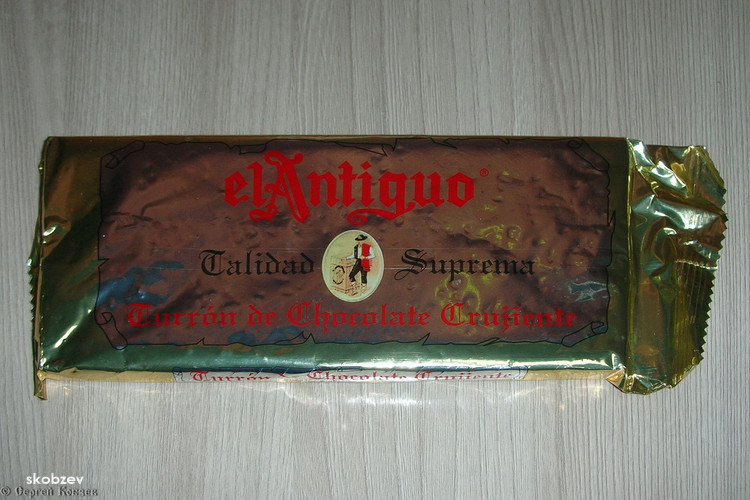 elAntiguo®
Calidad Suprema
Turrón de Chocolate Crujiente
Turrón de Chocolate Crujiente
skobzev
© Сергей Кобзев